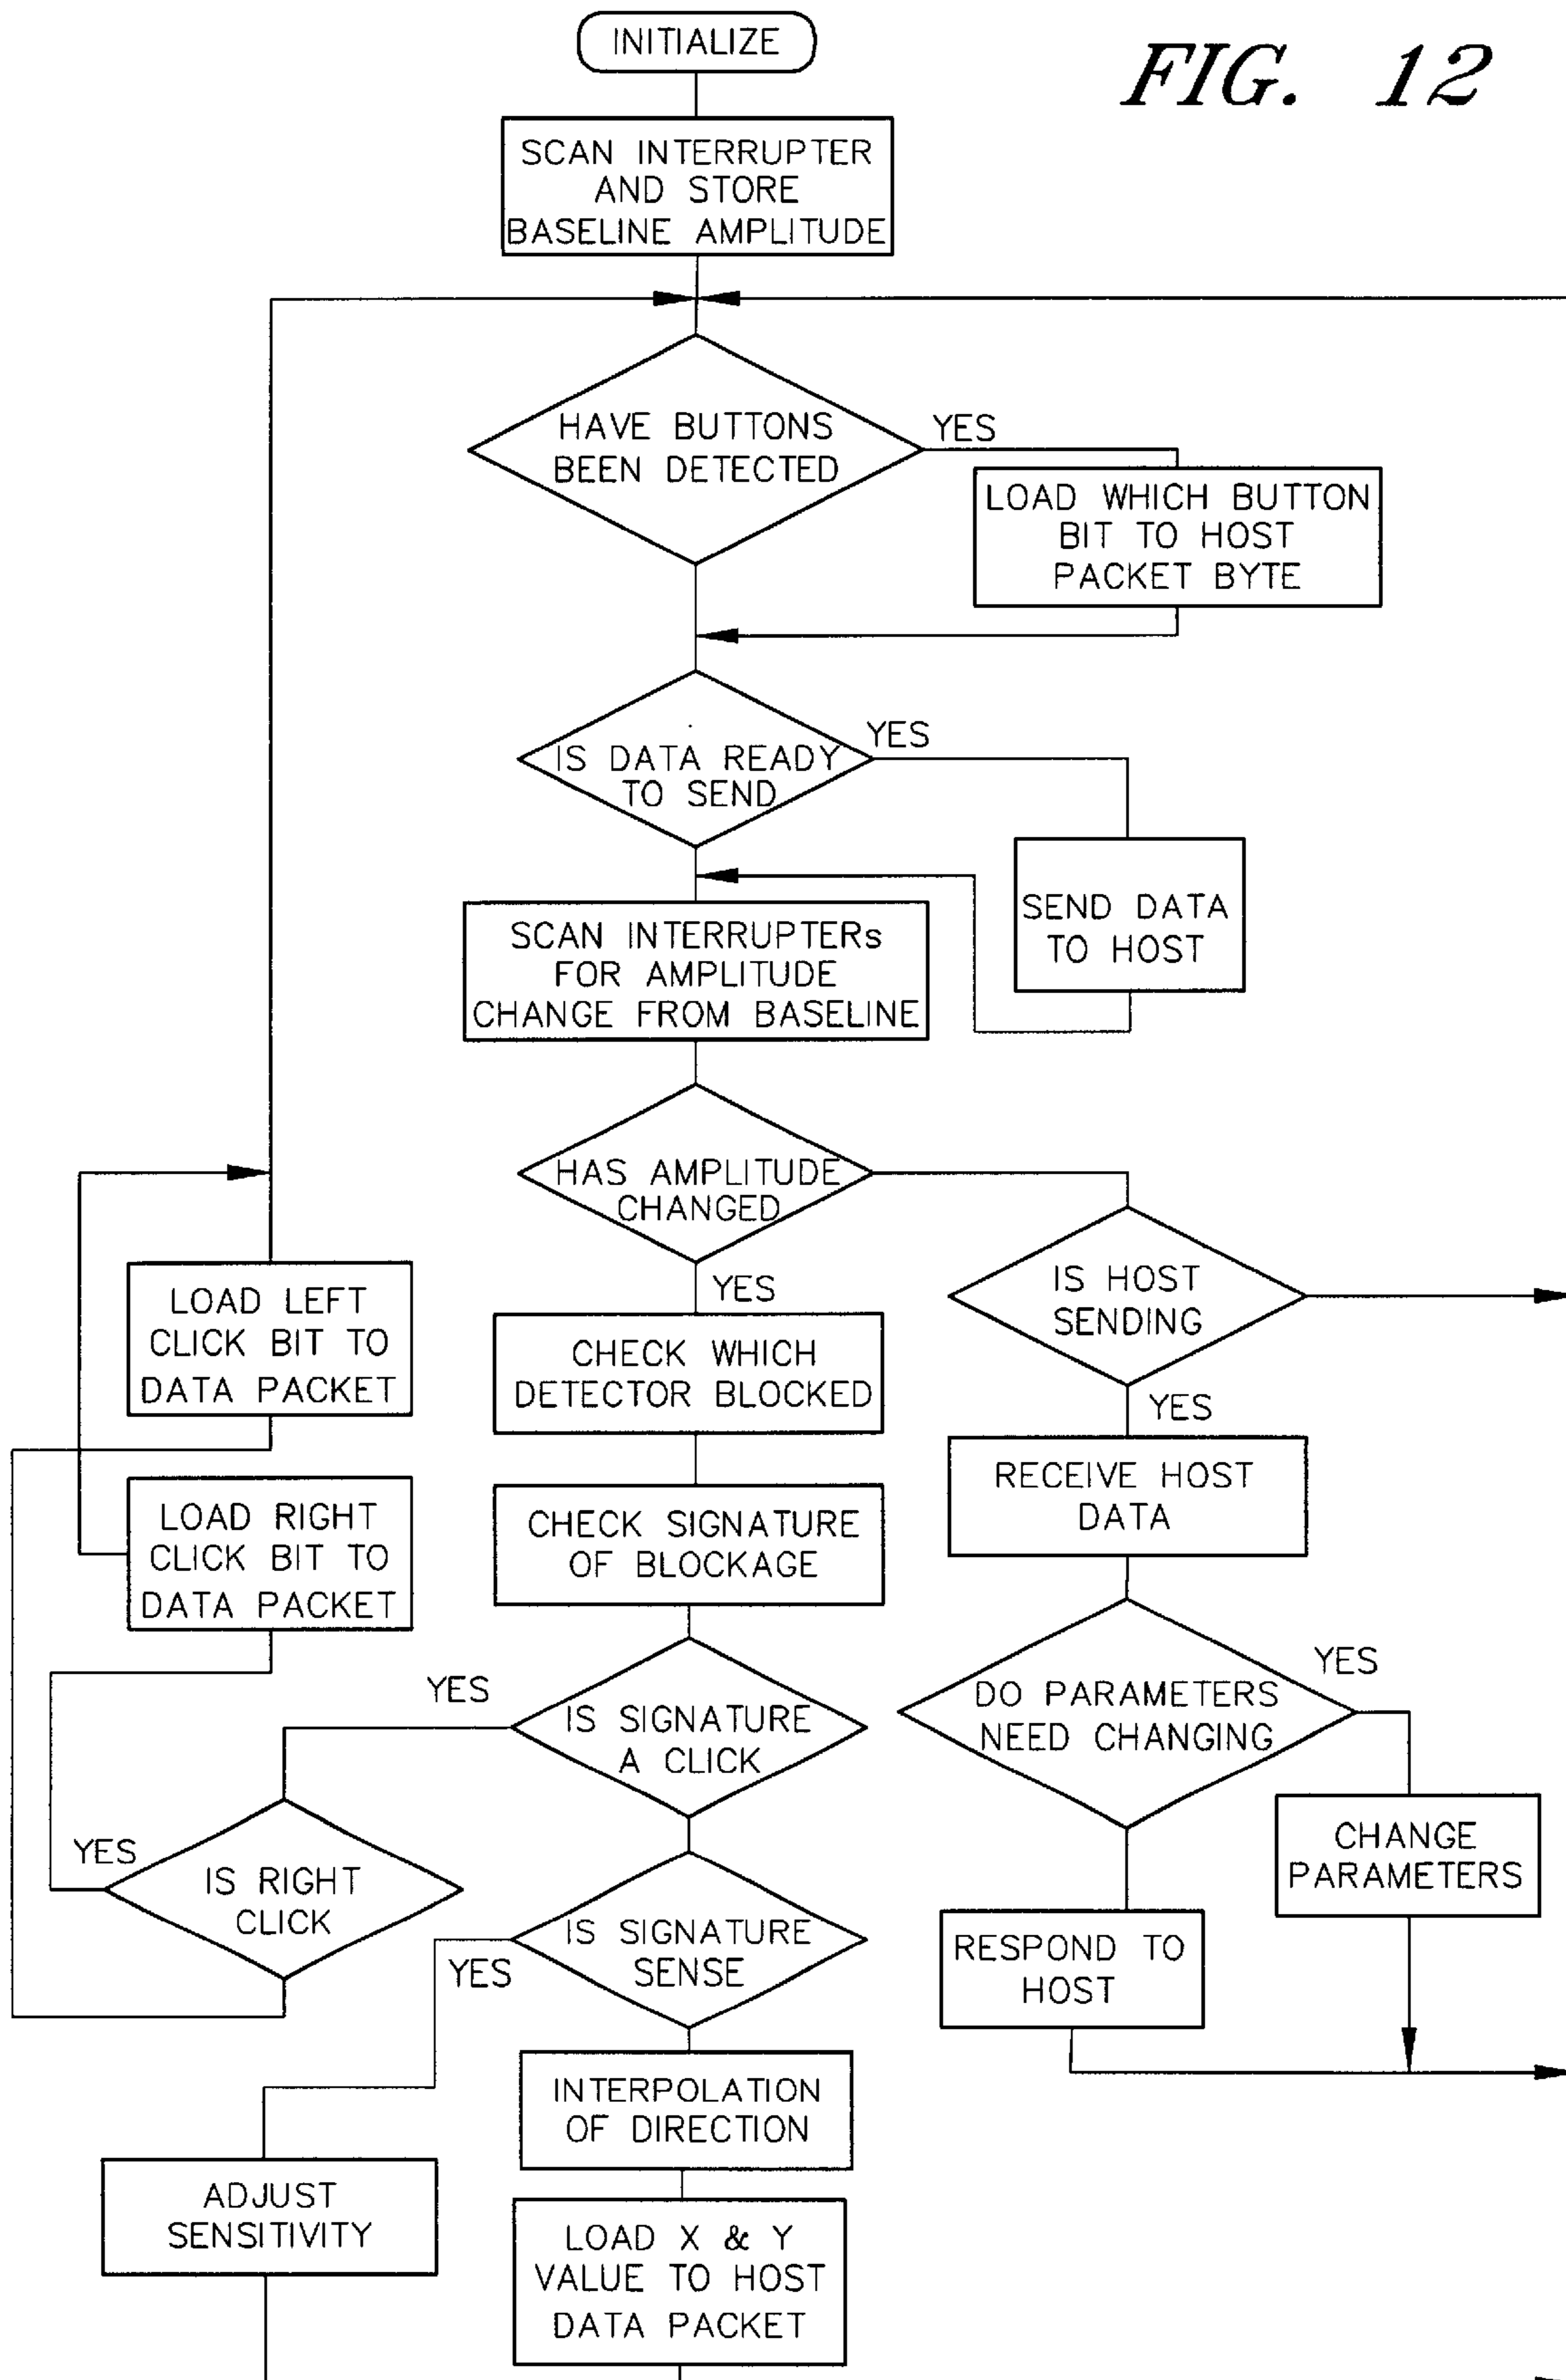 INITIALIZE
FIG. 12
SCAN INTERRUPTER
AND STORE
BASELINE AMPLITUDE
HAVE BUTTONS
BEEN DETECTED
YES
LOAD WHICH BUTTON
BIT TO HOST
PACKET BYTE
IS DATA READY
TO SEND
YES
SEND DATA
TO HOST
SCAN INTERRUPTERs
FOR AMPLITUDE
CHANGE FROM BASELINE
HAS AMPLITUDE
CHANGED
YES
IS HOST
SENDING
YES
LOAD LEFT
CLICK BIT TO
DATA PACKET
CHECK WHICH
DETECTOR BLOCKED
RECEIVE HOST
DATA
LOAD RIGHT
CLICK BIT TO
DATA PACKET
CHECK SIGNATURE
OF BLOCKAGE
YES
IS SIGNATURE
A CLICK
DO PARAMETERS
NEED CHANGING
YES
CHANGE
PARAMETERS
YES
IS RIGHT
CLICK
IS SIGNATURE
SENSE
YES
RESPOND TO
HOST
INTERPOLATION
OF DIRECTION
ADJUST
SENSITIVITY
LOAD X & Y
VALUE TO HOST
DATA PACKET